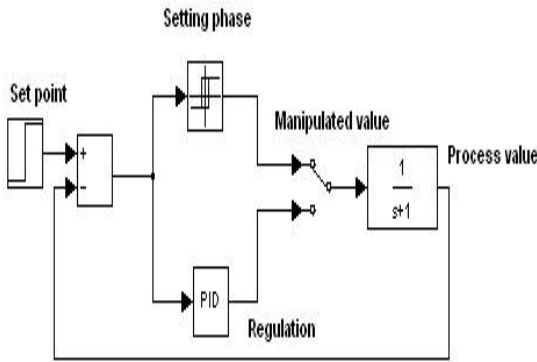 Setting phase
Set point
Manipulated value
Process value
+
−
1
s+1
PID
Regulation